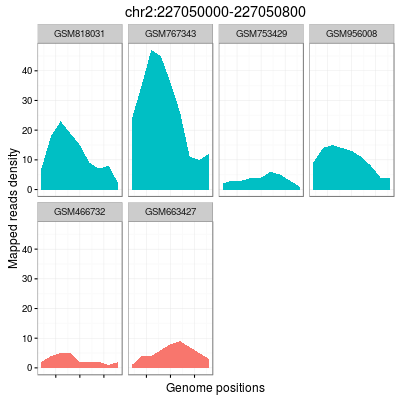 chr2:227050000-227050800
GSM818031 GSM767343 GSM753429 GSM956008
40
30
20
10
0
Mapped reads density
GSM466732 GSM663427
40
30
20
10
0
Genome positions